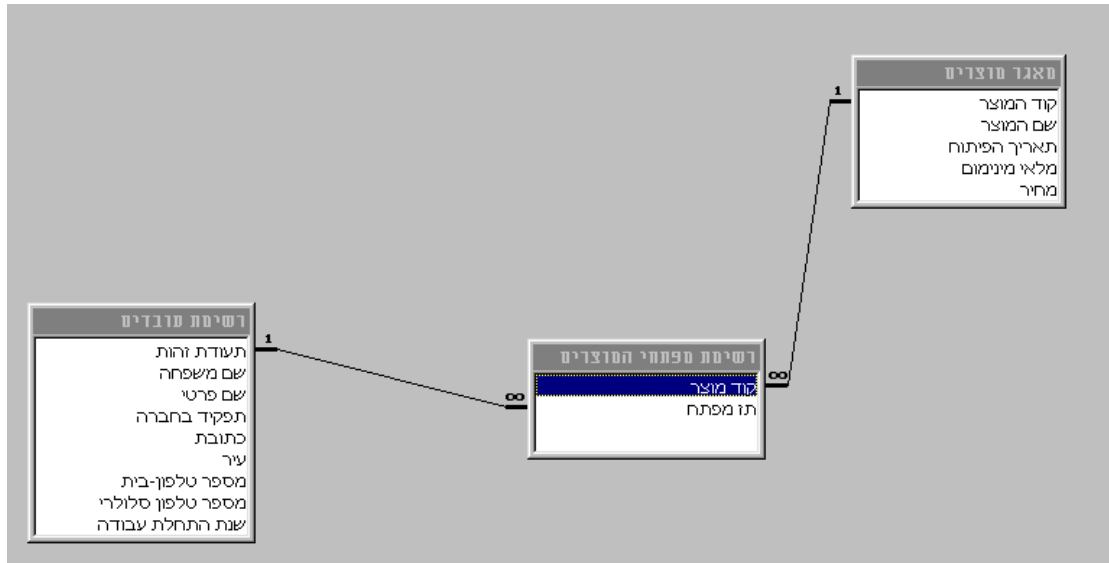 מאגר מוצרים
1
קוד המוצר
שם המוצר
תאריך הפיתוח
מלאי מינימום
מחיר
רשימת מפתחי המוצרים
∞
קוד מוצר
∞
תז מפתח
רשימת עובדים
1
תעודת זהות
שם משפחה
שם פרטי
תפקיד בחברה
כתובת
עיר
מספר טלפון-בית
מספר טלפון סלולרי
שנת התחלת עבודה